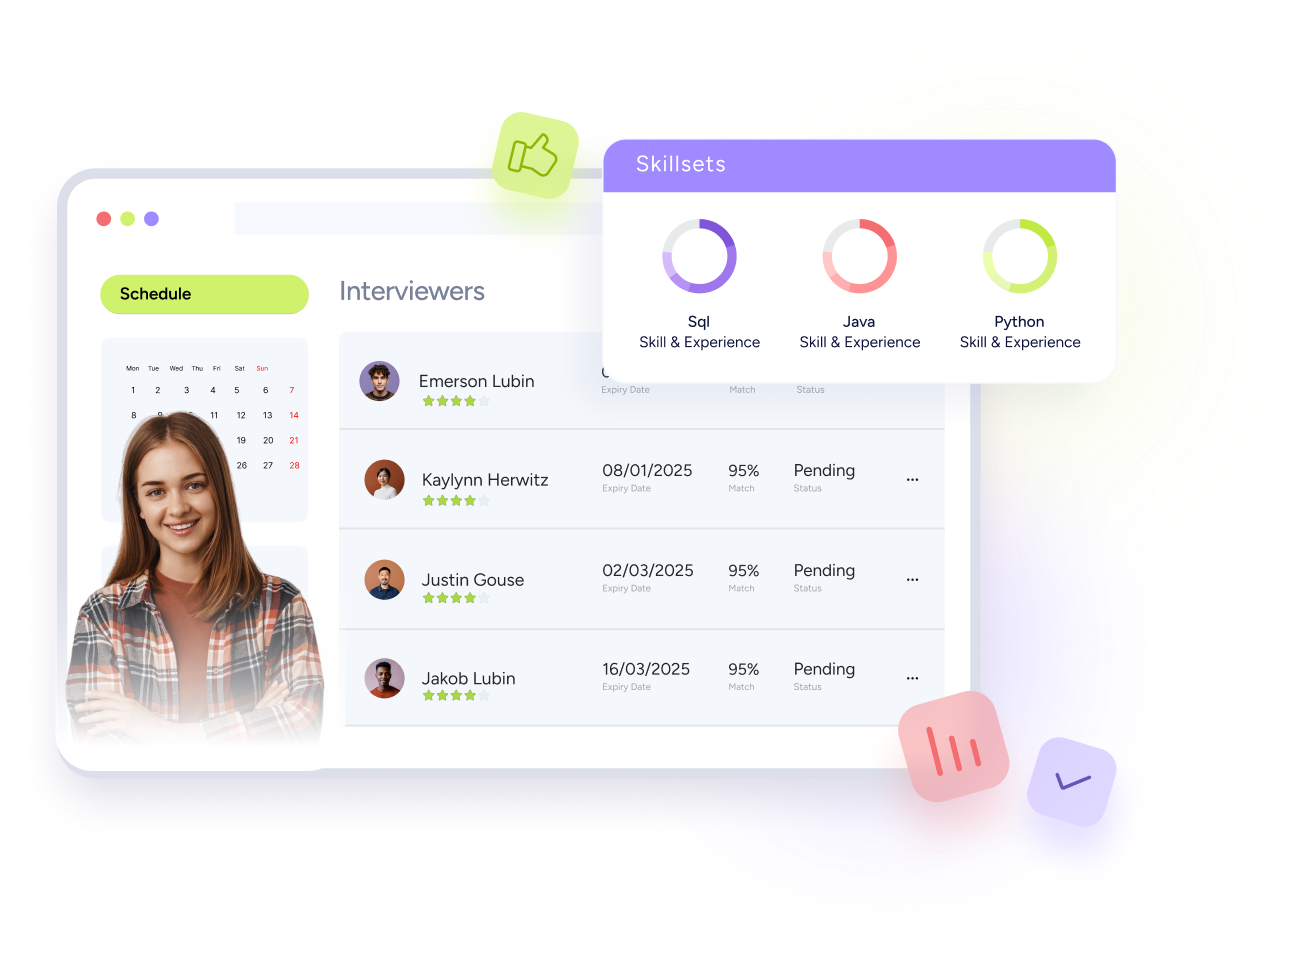 Skillsets
Sql
Skill & Experience
Java
Skill & Experience
Python
Skill & Experience
Schedule
Mon Tue Wed Thu Fri Sat Sun
1 2 3 4 5 6 7
8 9 11 12 13 14
19 20 21
26 27 28
Interviewers
Emerson Lubin
Expiry Date
Match
Status
Kaylynn Herwitz
08/01/2025
Expiry Date
95%
Match
Pending
Status
...
Justin Gouse
02/03/2025
Expiry Date
95%
Match
Pending
Status
...
Jakob Lubin
16/03/2025
Expiry Date
95%
Match
Pending
Status
...